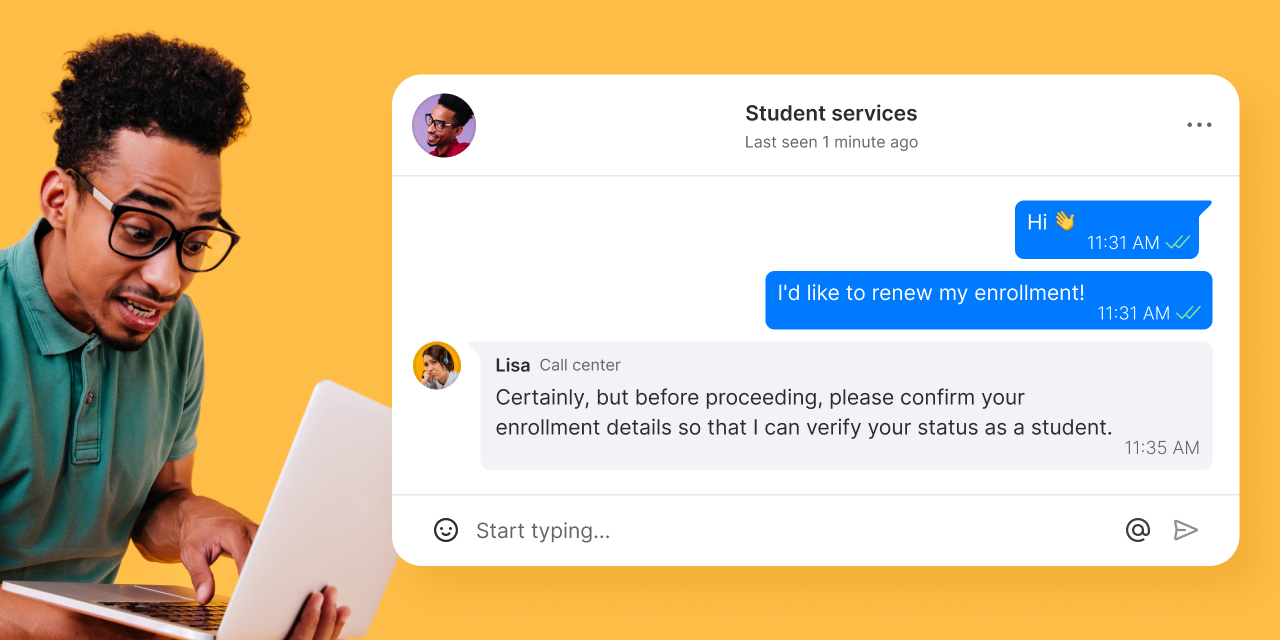 Student services
Last seen 1 minute ago
Hi 👋
11:31 AM
I'd like to renew my enrollment!
11:31 AM
Lisa Call center
Certainly, but before proceeding, please confirm your
enrollment details so that I can verify your status as a student.
11:35 AM
Start typing...